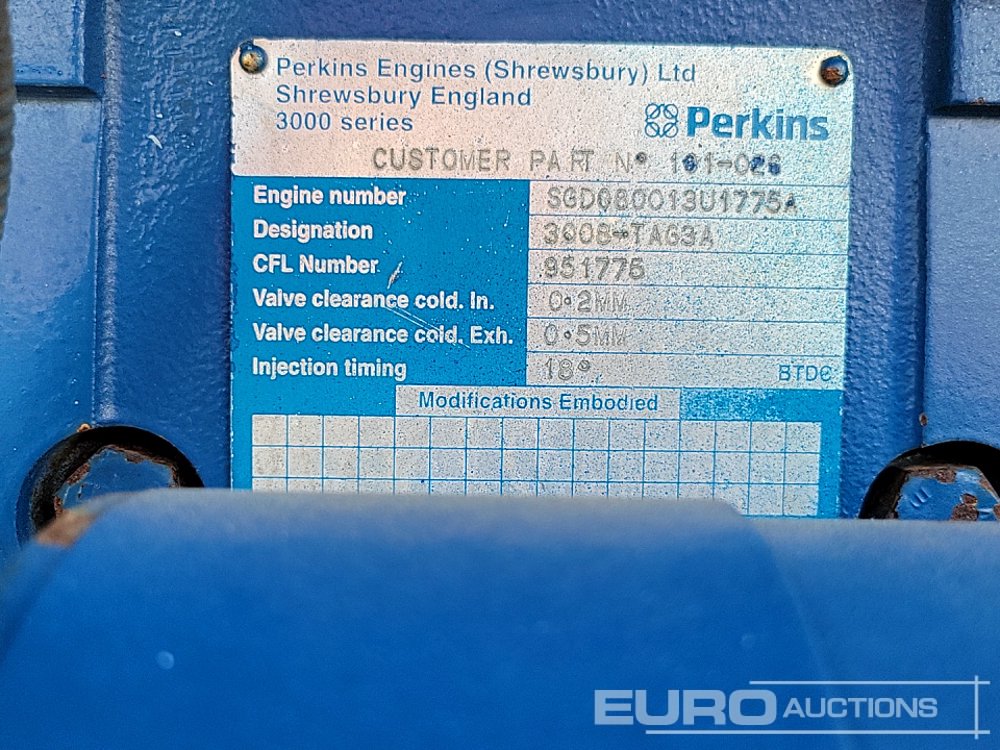 Perkins Engines (Shrewsbury) Ltd
Shrewsbury England
3000 series
Perkins
CUSTOMER PART Nº
Engine number SGD080013U1775A
Designation 3008-TAG3A
CFL Number 951775
Valve clearance cold. In. 0.2MM
Valve clearance cold. Exh. 0.5MM
Injection timing 18° BTDC
Modifications Embodied
EURO AUCTIONS